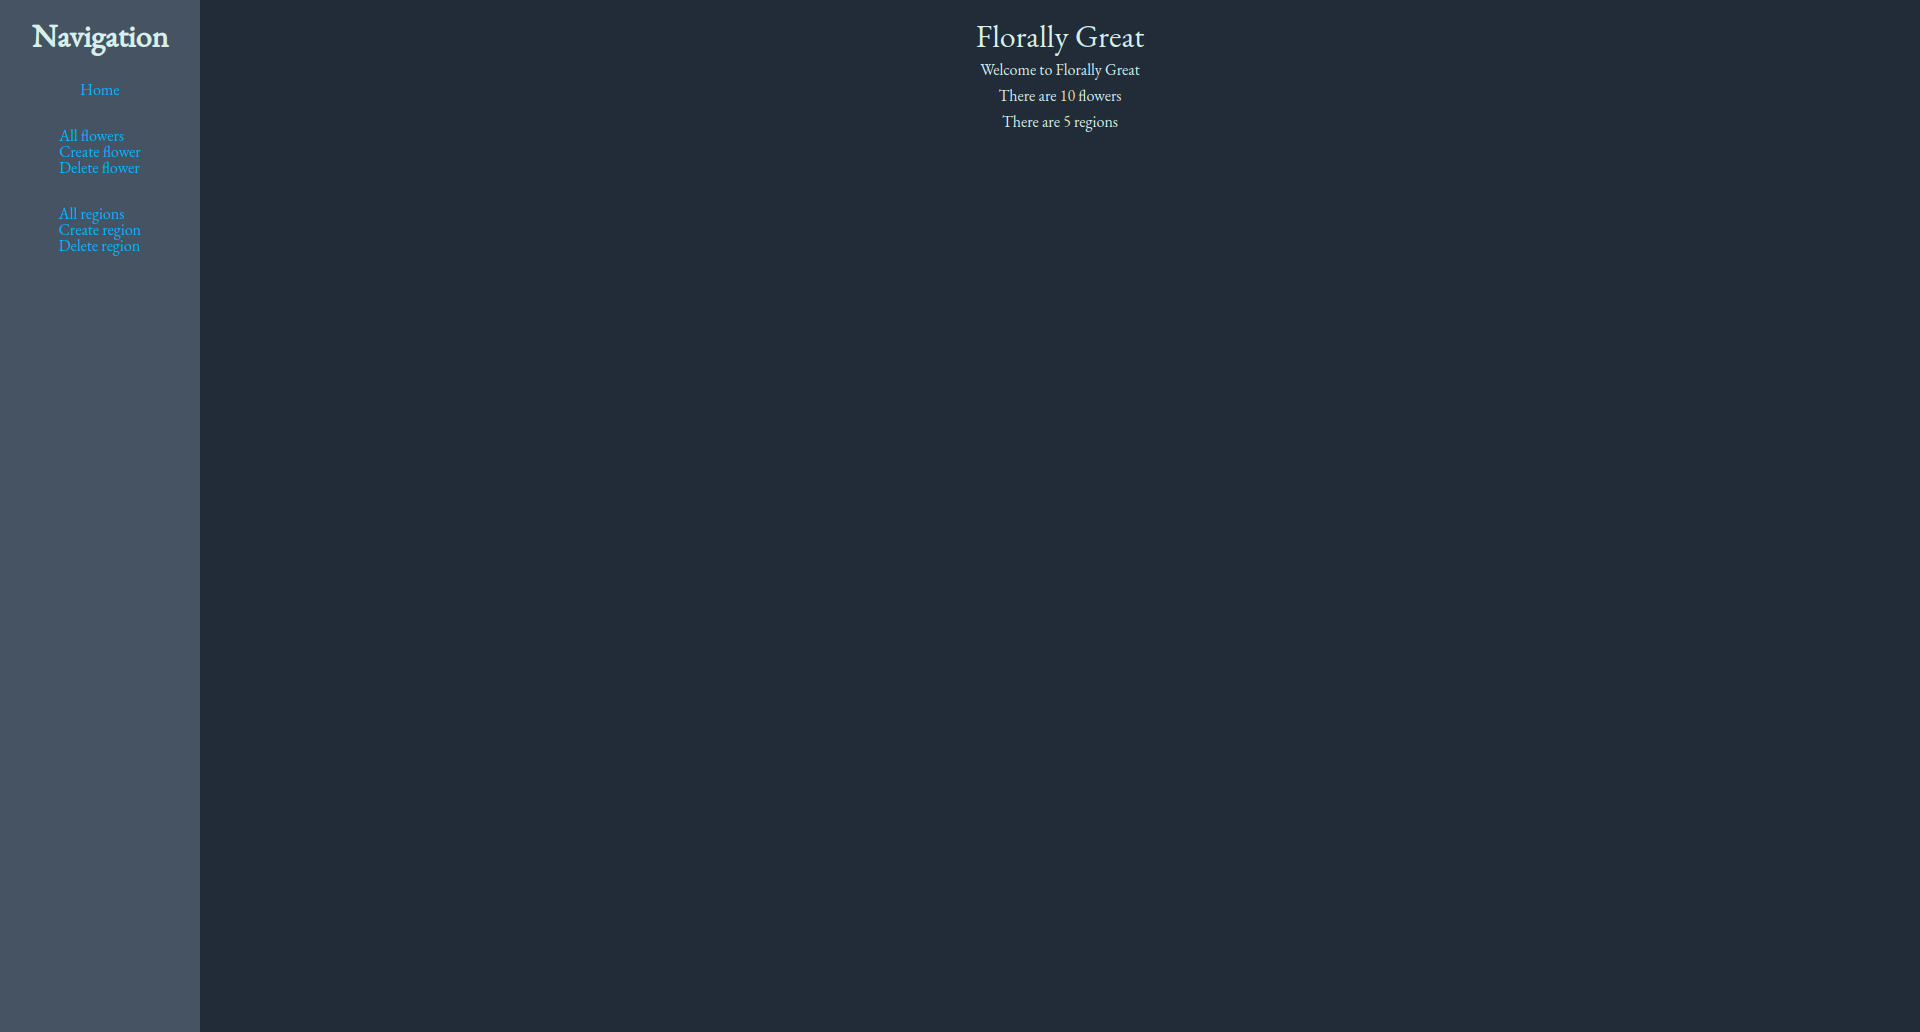 Navigation
Home
All flowers
Create flower
Delete flower
All regions
Create region
Delete region
Florally Great
Welcome to Florally Great
There are 10 flowers
There are 5 regions